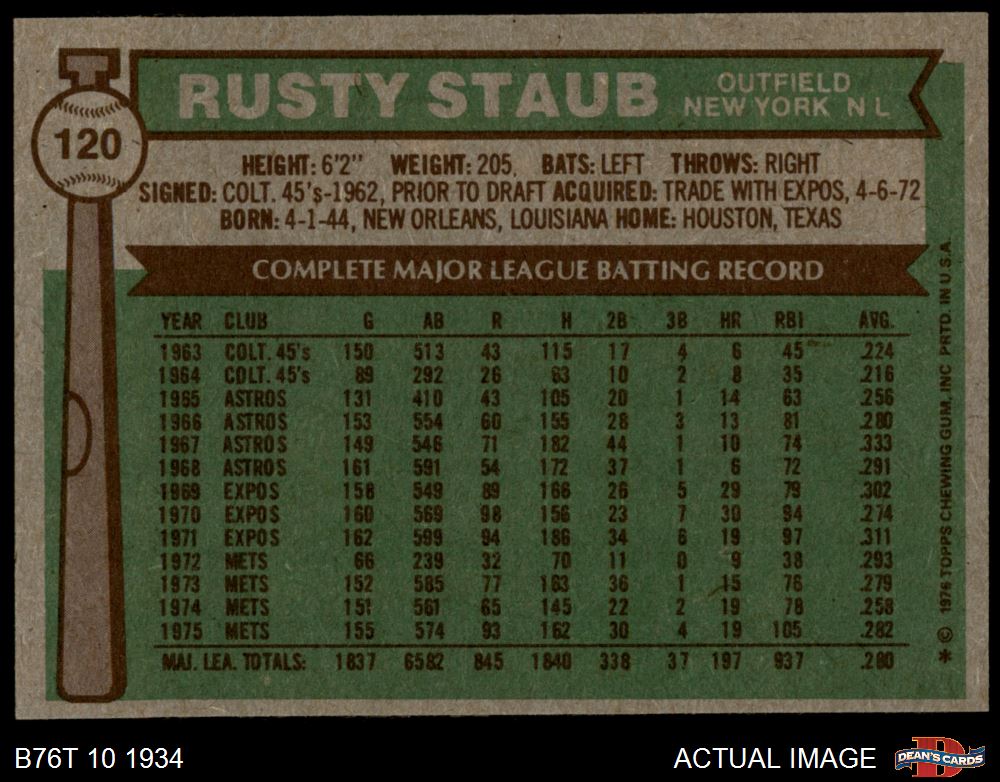 120
RUSTY STAUB
OUTFIELD
NEW YORK N L
HEIGHT: 6'2" WEIGHT: 205, BATS: LEFT THROWS: RIGHT
SIGNED: COLT. 45's-1962, PRIOR TO DRAFT ACQUIRED: TRADE WITH EXPOS, 4-6-72
BORN: 4-1-44, NEW ORLEANS, LOUISIANA HOME: HOUSTON, TEXAS
COMPLETE MAJOR LEAGUE BATTING RECORD
YEAR CLUB G AB R H 2B 3B HR RBI AVG.
1963 COLT. 45's 150 513 43 115 17 4 6 45 .224
1964 COLT. 45's 89 292 26 63 10 2 8 35 .216
1965 ASTROS 131 410 43 105 20 1 14 63 .256
1966 ASTROS 153 554 60 155 28 3 13 81 .280
1967 ASTROS 149 546 71 182 44 1 10 74 .333
1968 ASTROS 161 591 54 172 37 1 6 72 .291
1969 EXPOS 158 549 89 166 26 5 29 79 .302
1970 EXPOS 160 569 98 156 23 7 30 94 .274
1971 EXPOS 162 599 94 186 34 6 19 97 .311
1972 METS 66 239 32 70 11 0 9 38 .293
1973 METS 152 585 77 163 36 1 15 76 .279
1974 METS 151 561 65 145 22 2 19 78 .258
1975 METS 155 574 93 162 30 4 19 105 .282
MAJ. LEA. TOTALS: 1837 6582 845 1840 338 37 197 937 .280
* © 1976 TOPPS CHEWING GUM, INC PRTD. IN U.S.A.
B76T 10 1934
ACTUAL IMAGE
DEAN'S CARDS